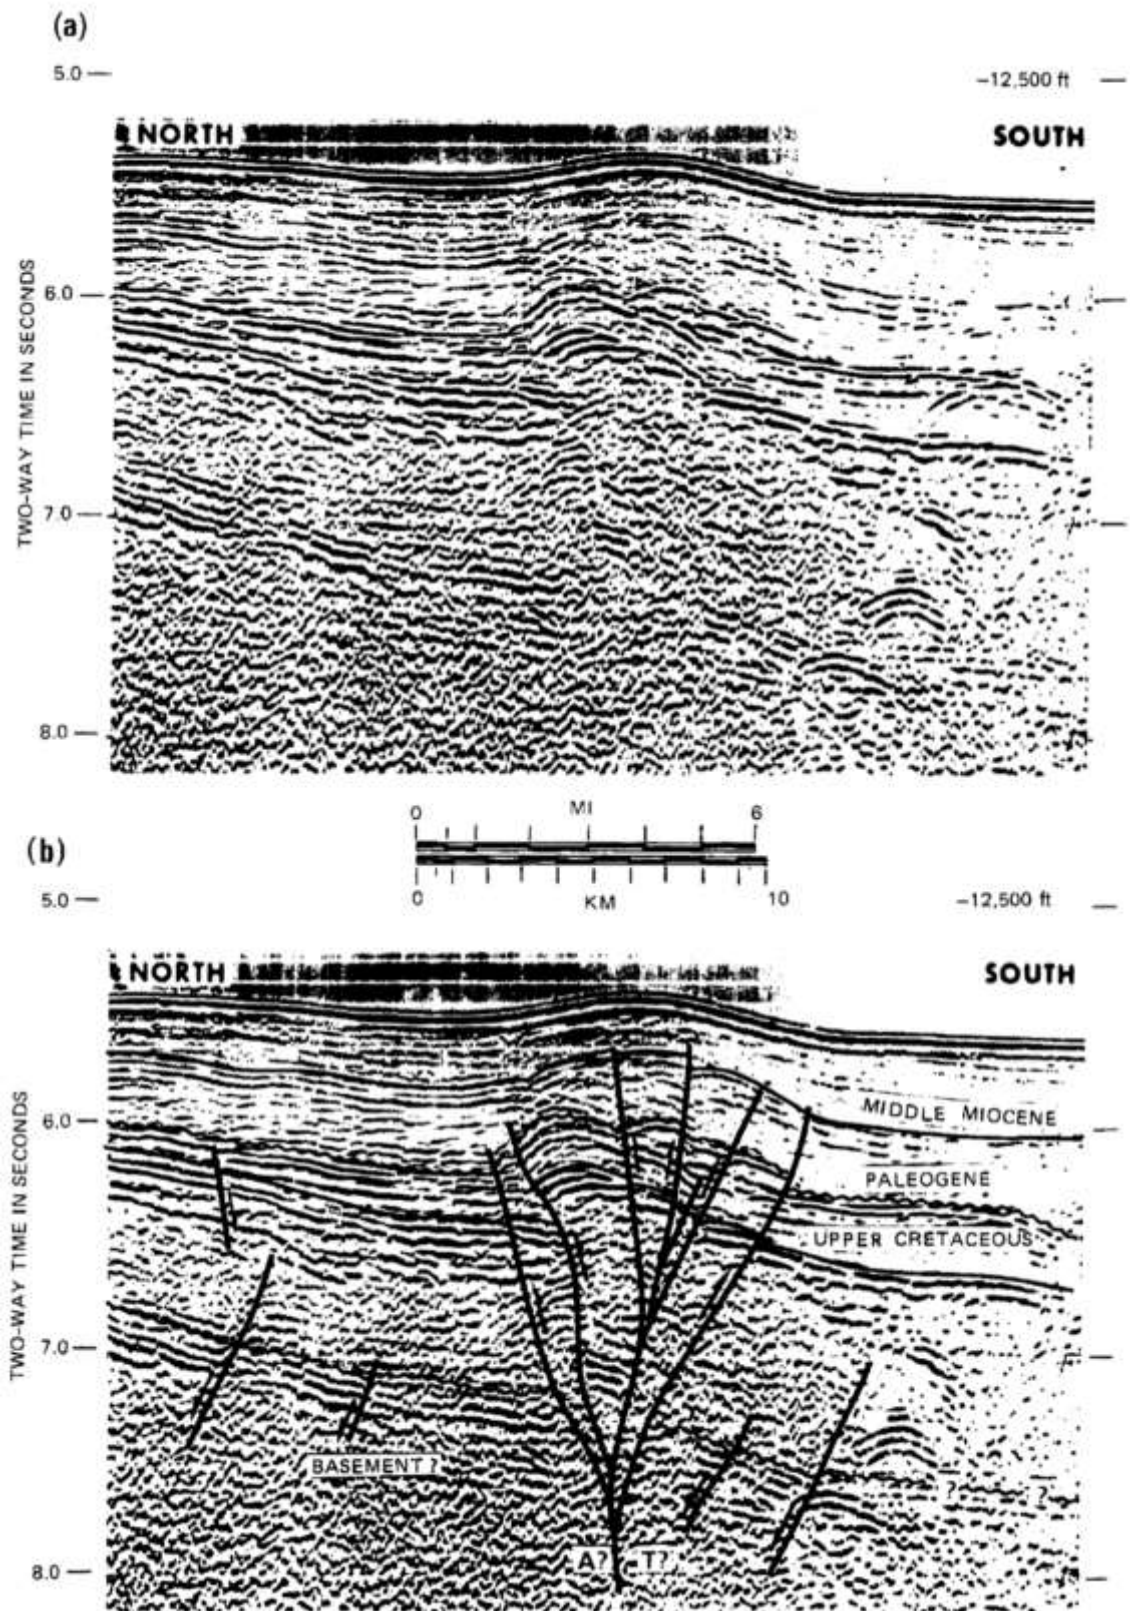 (a)
5.0 — -12,500 ft —
NORTH SOUTH
6.0 —
TWO-WAY TIME IN SECONDS
7.0 —
8.0 —
0 MI 6
(b)
0 KM 10
5.0 — -12,500 ft —
NORTH SOUTH
MIDDLE MIOCENE
6.0 —
PALEOGENE
UPPER CRETACEOUS
TWO-WAY TIME IN SECONDS
7.0 —
BASEMENT ?
? ?
A? T?
8.0 —